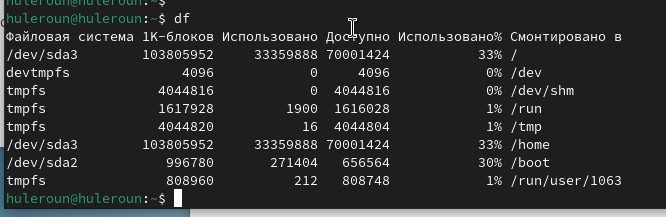 huleroun@huleroun:~$
huleroun@huleroun:~$ df
Файловая система 1K-блоков Использовано Доступно Использовано% Смонтировано в
/dev/sda3 103805952 33359888 70001424 33% /
devtmpfs 4096 0 4096 0% /dev
tmpfs 4044816 0 4044816 0% /dev/shm
tmpfs 1617928 1900 1616028 1% /run
tmpfs 4044820 16 4044804 1% /tmp
/dev/sda3 103805952 33359888 70001424 33% /home
/dev/sda2 996780 271404 656564 30% /boot
tmpfs 808960 212 808748 1% /run/user/1063
huleroun@huleroun:~$